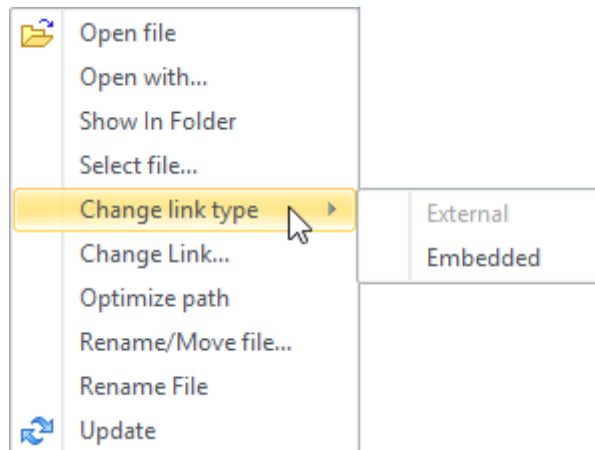 Open file
Open with...
Show In Folder
Select file...
Change link type
External
Embedded
Change Link...
Optimize path
Rename/Move file...
Rename File
Update